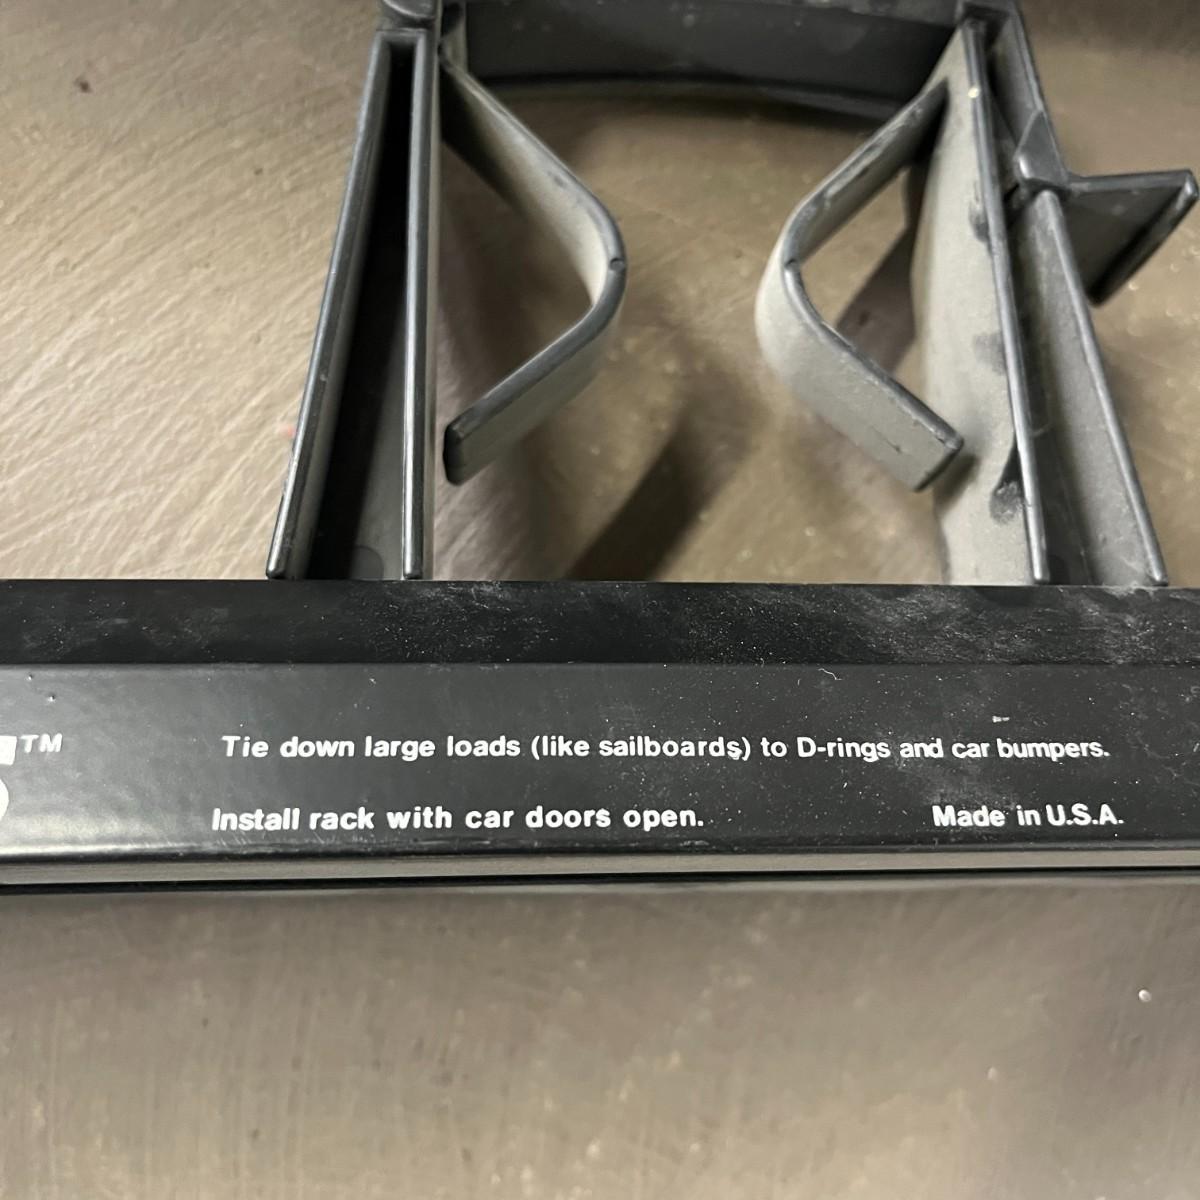 TM
Tie down large loads (like sailboards) to D-rings and car bumpers.
Install rack with car doors open. Made in U.S.A.